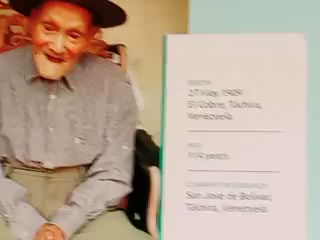 27 May 1909
El Cobre, Táchira,
Venezuela
114 years
San José de Bolívar,
Táchira, Venezuela